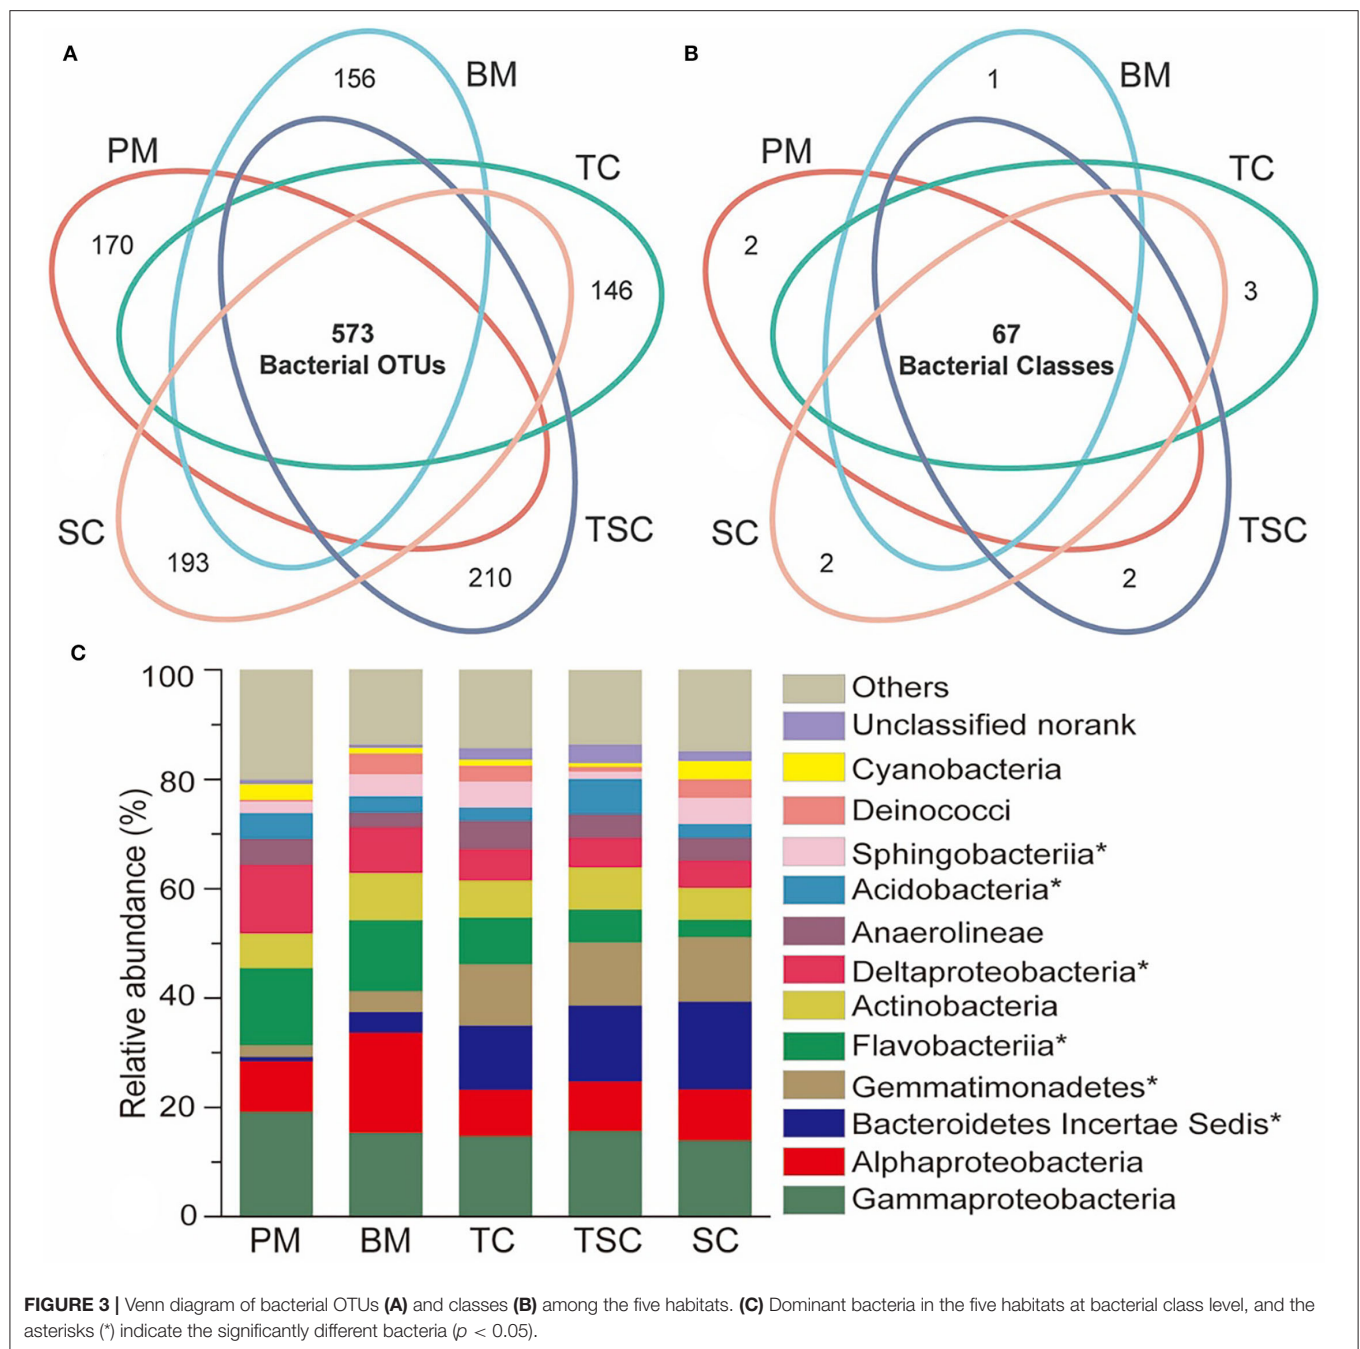 A
BM
156
PM
TC
170
146
573
Bacterial OTUs
SC
193
210
TSC
B
BM
1
PM
TC
2
3
67
Bacterial Classes
SC
2
2
TSC
C
Relative abundance (%)
100
80
60
40
20
0
PM BM TC TSC SC
Others
Unclassified norank
Cyanobacteria
Deinococci
Sphingobacteriia*
Acidobacteria*
Anaerolineae
Deltaproteobacteria*
Actinobacteria
Flavobacteriia*
Gemmatimonadetes*
Bacteroidetes Incertae Sedis*
Alphaproteobacteria
Gammaproteobacteria
FIGURE 3 | Venn diagram of bacterial OTUs (A) and classes (B) among the five habitats. (C) Dominant bacteria in the five habitats at bacterial class level, and the
asterisks (*) indicate the significantly different bacteria (p < 0.05).